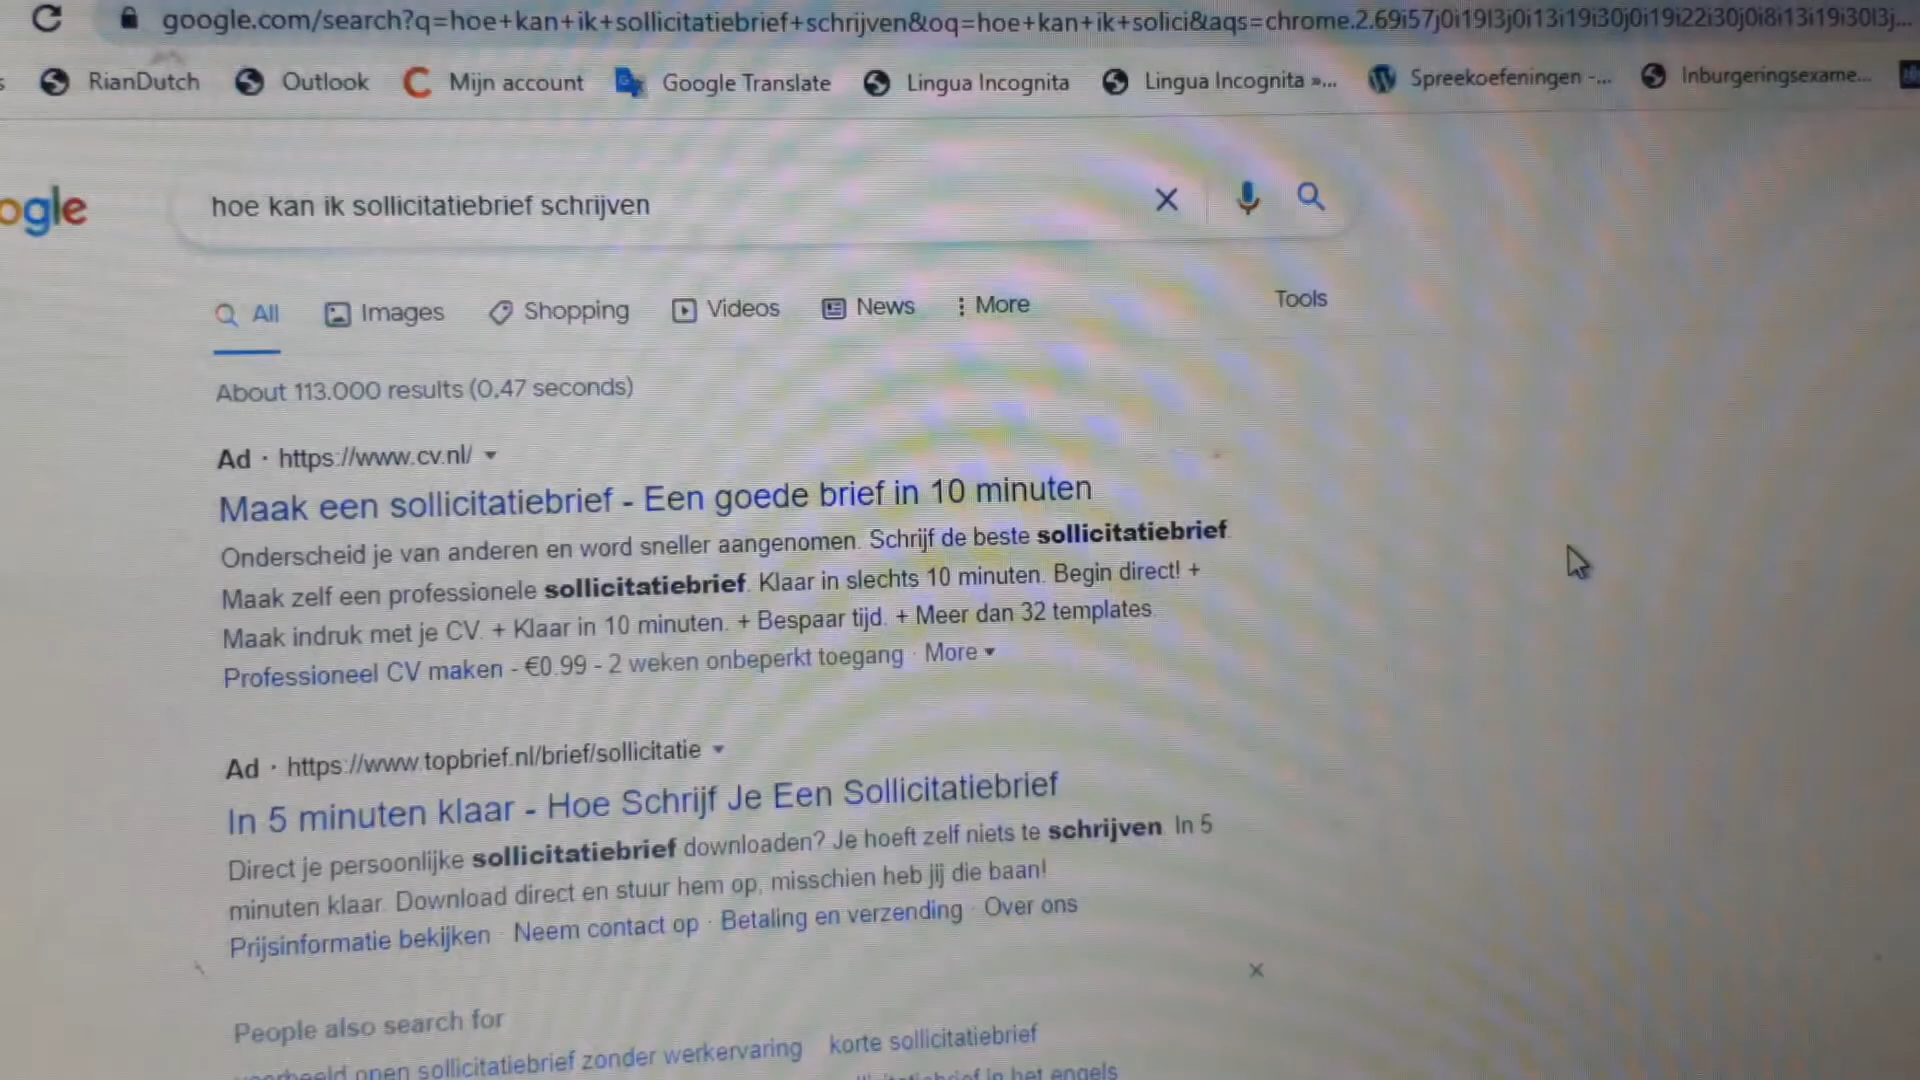 google.com/search?q=hoe+kan+ik+sollicitatiebrief+schrijven&oq=hoe+kan+ik+solici&aqs=chrome.2.69i57j0i19l3j0i13i19i30j0i19i22i30j0i8i13i19i30l3j...
RianDutch Outlook Mijn account Google Translate Lingua Incognita Lingua Incognita »... Spreekoefeningen -... Inburgeringsexame...
ogle
hoe kan ik sollicitatiebrief schrijven
All Images Shopping Videos News More Tools
About 113.000 results (0,47 seconds)
Ad · https://www.cv.nl/
Maak een sollicitatiebrief - Een goede brief in 10 minuten
Onderscheid je van anderen en word sneller aangenomen. Schrijf de beste sollicitatiebrief.
Maak zelf een professionele sollicitatiebrief. Klaar in slechts 10 minuten. Begin direct! +
Maak indruk met je CV. + Klaar in 10 minuten. + Bespaar tijd. + Meer dan 32 templates.
Professioneel CV maken - €0.99 - 2 weken onbeperkt toegang · More
Ad · https://www.topbrief.nl/brief/sollicitatie
In 5 minuten klaar - Hoe Schrijf Je Een Sollicitatiebrief
Direct je persoonlijke sollicitatiebrief downloaden? Je hoeft zelf niets te schrijven. In 5
minuten klaar. Download direct en stuur hem op, misschien heb jij die baan!
Prijsinformatie bekijken · Neem contact op · Betaling en verzending · Over ons
People also search for
open sollicitatiebrief zonder werkervaring korte sollicitatiebrief
in het engels